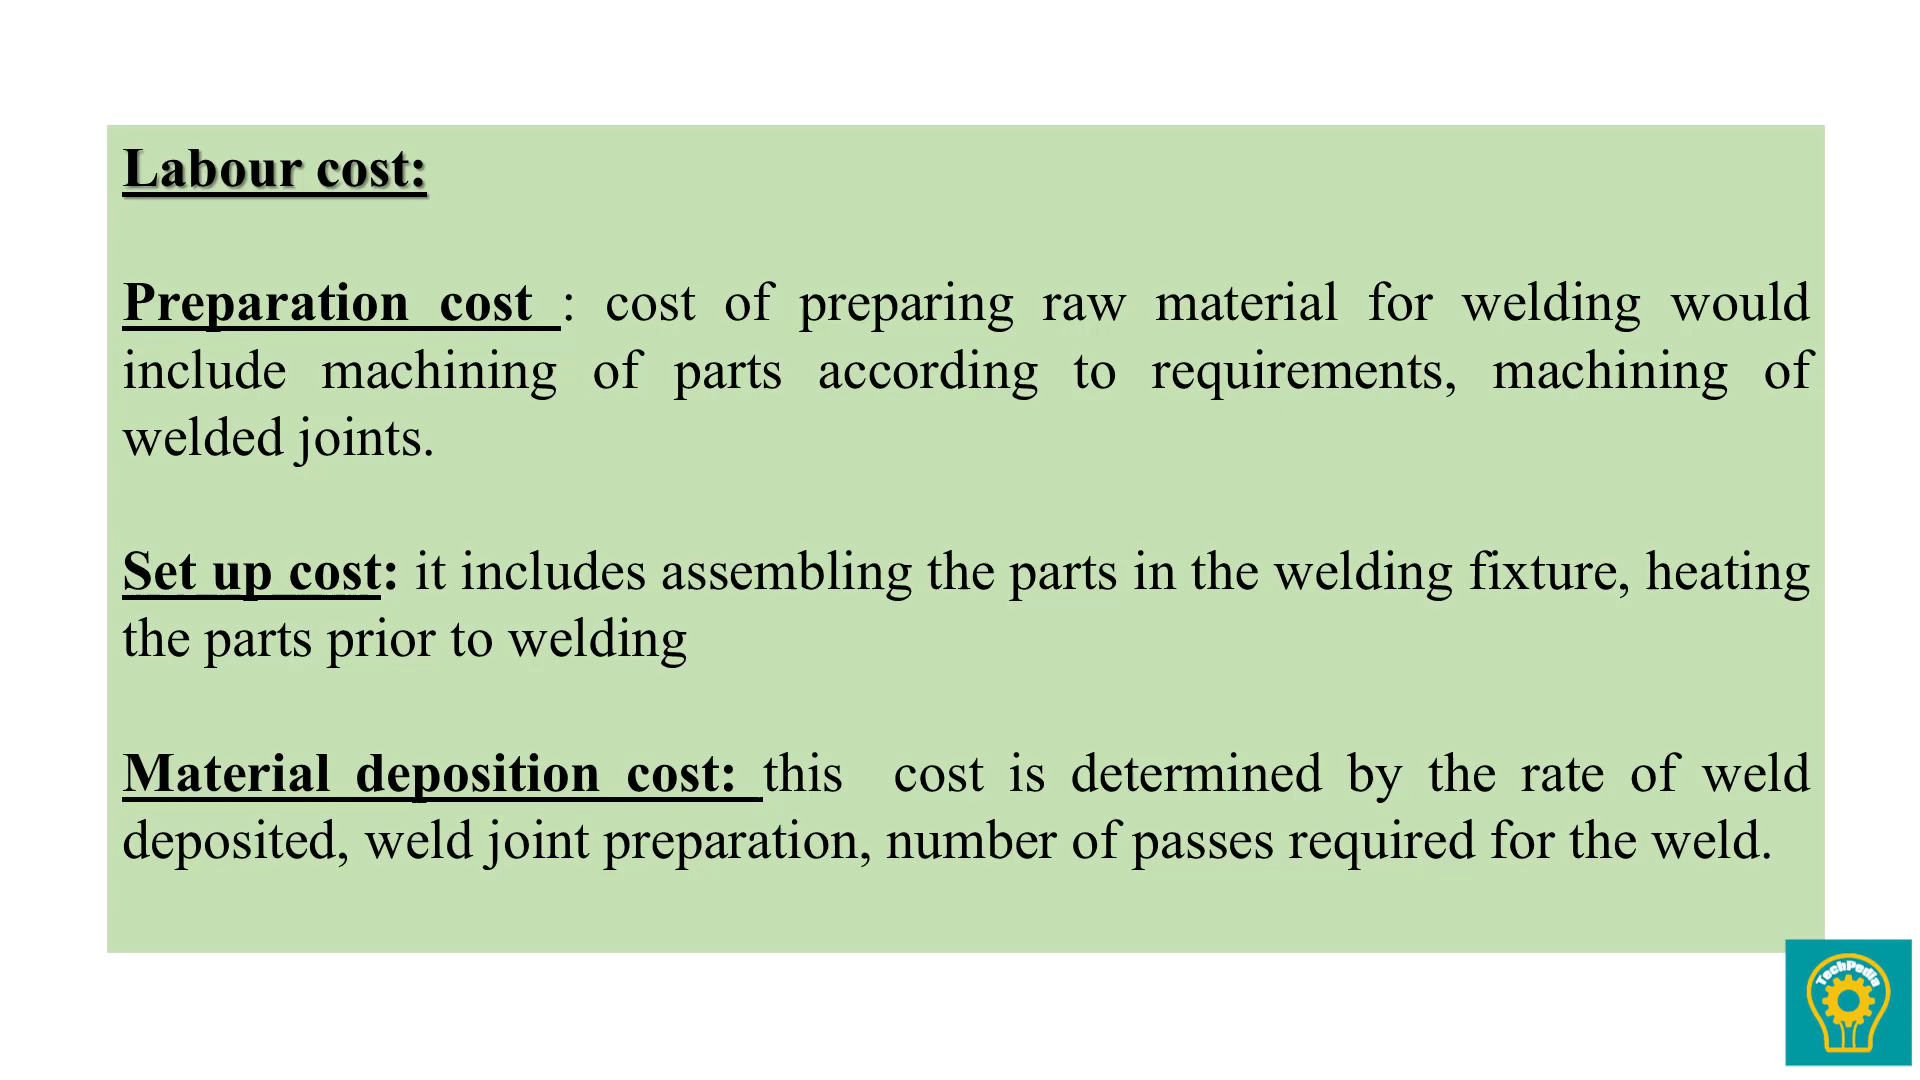 Labour cost:
Preparation cost : cost of preparing raw material for welding would
include machining of parts according to requirements, machining of
welded joints.
Set up cost: it includes assembling the parts in the welding fixture, heating
the parts prior to welding
Material deposition cost: this cost is determined by the rate of weld
deposited, weld joint preparation, number of passes required for the weld.
TechPedia